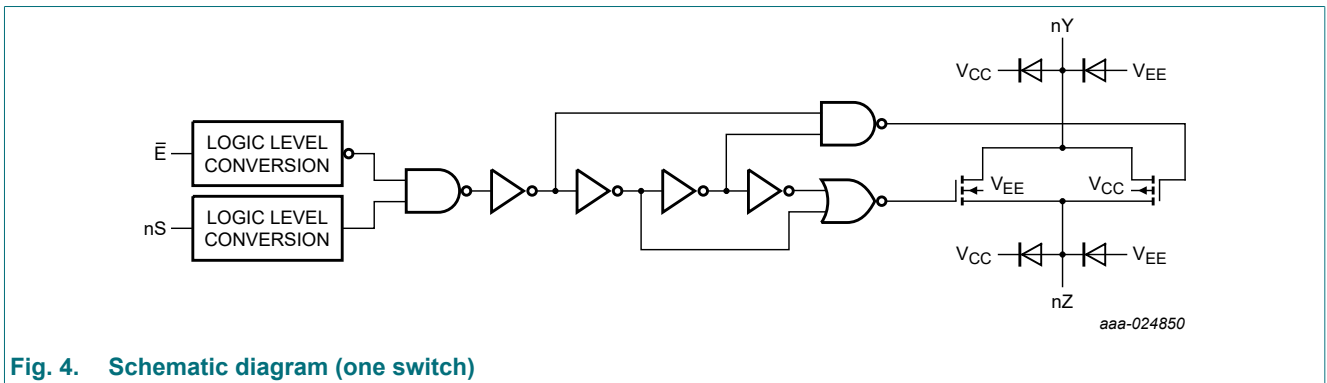 nY
VCC
VEE
Ē
LOGIC LEVEL
CONVERSION
nS
LOGIC LEVEL
CONVERSION
VEE
VCC
VCC
VEE
nZ
aaa-024850
Fig. 4. Schematic diagram (one switch)